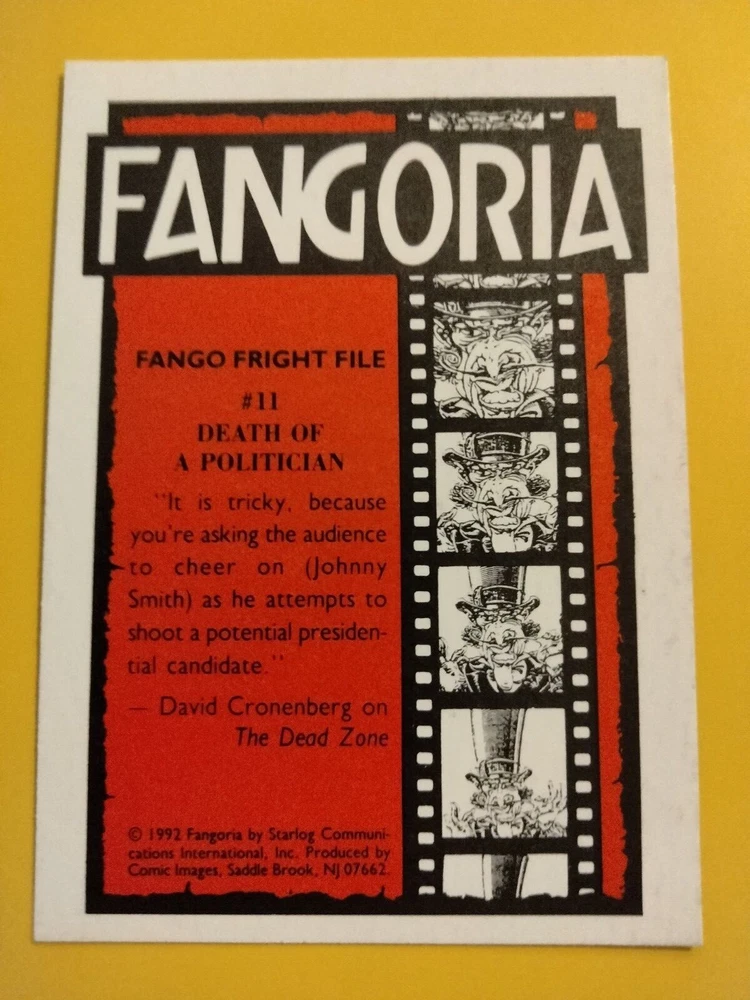 FANGORIA
FANGO FRIGHT FILE
#11
DEATH OF
A POLITICIAN
"It is tricky, because
you're asking the audience
to cheer on (Johnny
Smith) as he attempts to
shoot a potential presiden-
tial candidate."
— David Cronenberg on
The Dead Zone
© 1992 Fangoria by Starlog Communi-
cations International, Inc. Produced by
Comic Images, Saddle Brook, NJ 07662.